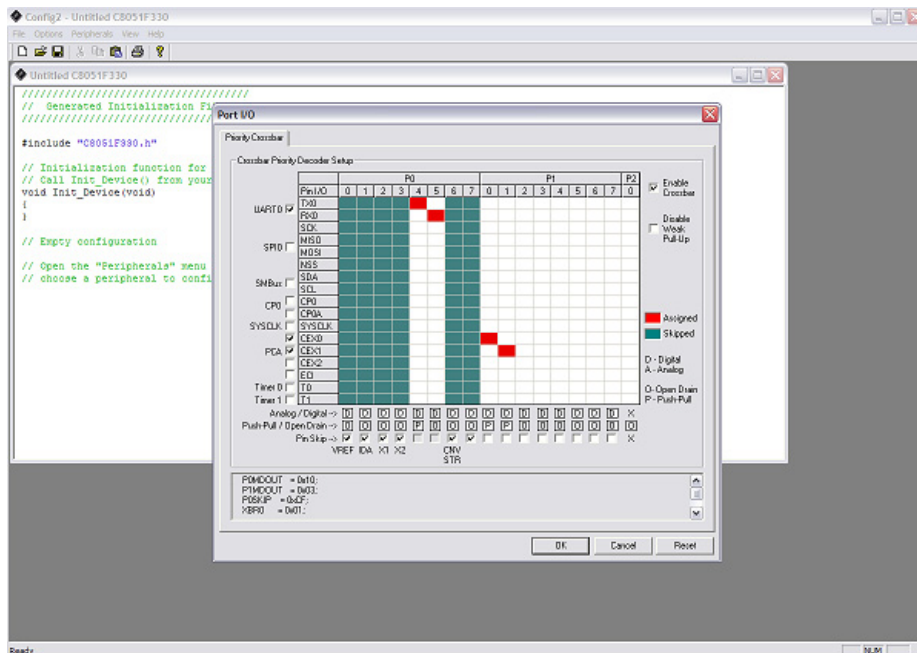 Config2 - Untitled C8051F330
File Options Peripherals View Help
Untitled C8051F330
/////////////////////////////////////
// Generated Initialization Fi
#include "C8051F330.h"
// Initialization function for
// Call Init_Device() from your
void Init_Device(void)
{
}
// Empty configuration
// Open the "Peripherals" menu
// choose a peripheral to confi
Port I/O
Priority Crossbar
Crossbar Priority Decoder Setup
P0 P1 P2
Pin I/O 0 1 2 3 4 5 6 7 0 1 2 3 4 5 6 7 0
Enable Crossbar
Disable Weak Pull-Up
UART0 TX0
RX0
SCK
SPI0 MISO
MOSI
NSS
SMBus SDA
SCL
CP0 CP0
CP0A
SYSCLK SYSCLK
CEX0
PCA CEX1
CEX2
ECI
Timer 0 T0
Timer 1 T1
Assigned
Skipped
D - Digital
A - Analog
O - Open Drain
P - Push-Pull
Analog / Digital ->
Push-Pull / Open Drain ->
Pin Skip ->
VREF IDA X1 X2 CNV STR
P0MDOUT = 0x10;
P1MDOUT = 0x03;
P0SKIP = 0xCF;
XBR0 = 0x01;
OK Cancel Reset
Ready NUM